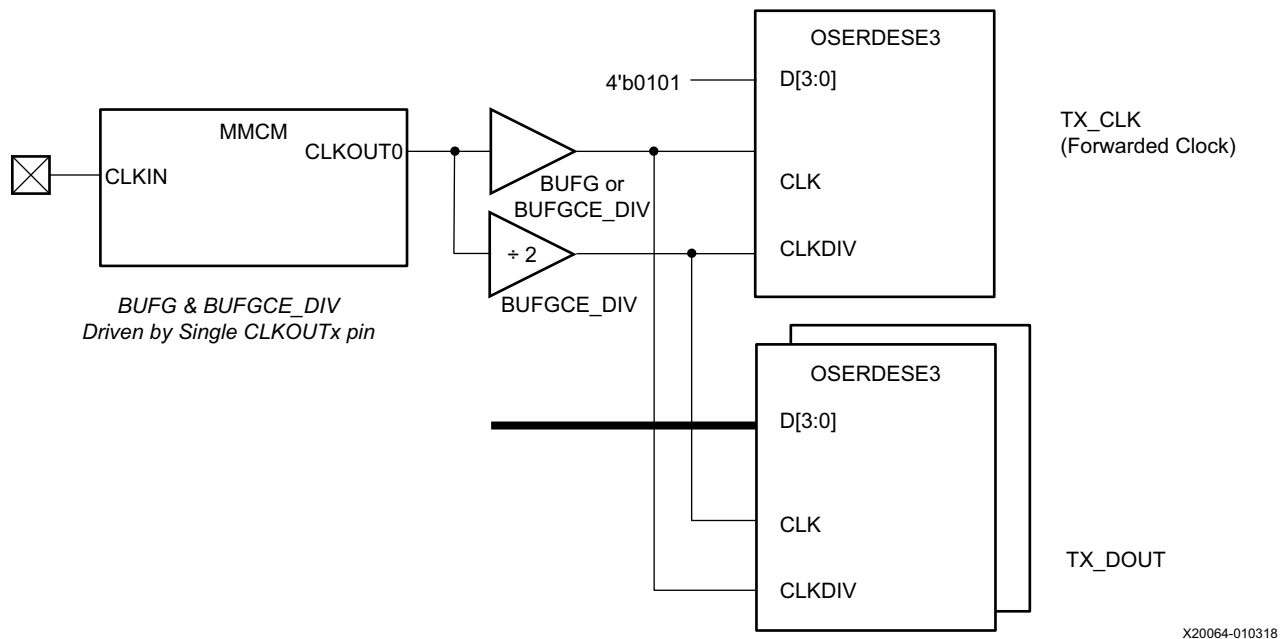 OSERDESE3
4'b0101
D[3:0]
MMCM
CLKOUT0
TX_CLK
(Forwarded Clock)
CLKIN
CLK
BUFG or
BUFGCE_DIV
÷ 2
CLKDIV
BUFGCE_DIV
BUFG & BUFGCE_DIV
Driven by Single CLKOUTx pin
OSERDESE3
D[3:0]
CLK
TX_DOUT
CLKDIV
X20064-010318